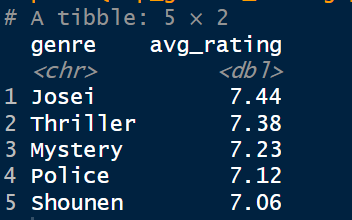 # A tibble: 5 × 2
genre avg_rating
<chr> <dbl>
1 Josei 7.44
2 Thriller 7.38
3 Mystery 7.23
4 Police 7.12
5 Shounen 7.06